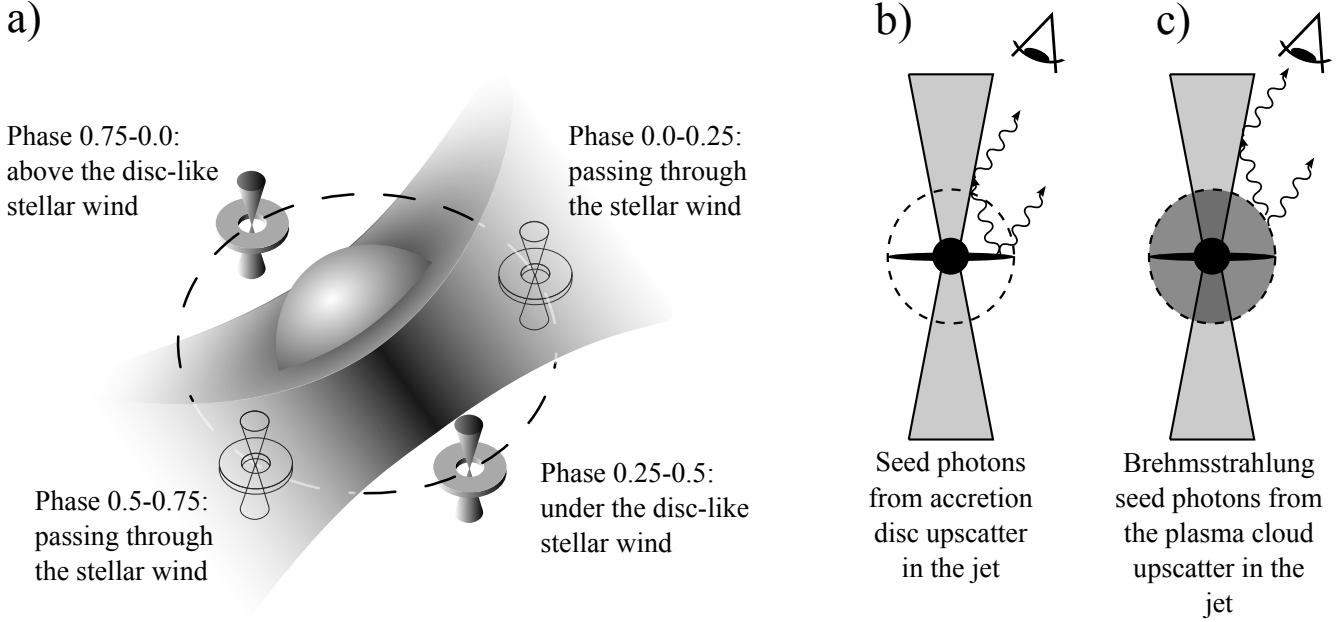 a)
Phase 0.75-0.0:
above the disc-like
stellar wind
Phase 0.0-0.25:
passing through
the stellar wind
Phase 0.5-0.75:
passing through
the stellar wind
Phase 0.25-0.5:
under the disc-like
stellar wind
b)
Seed photons
from accretion
disc upscatter
in the jet
c)
Brehmsstrahlung
seed photons from
the plasma cloud
upscatter in the
jet